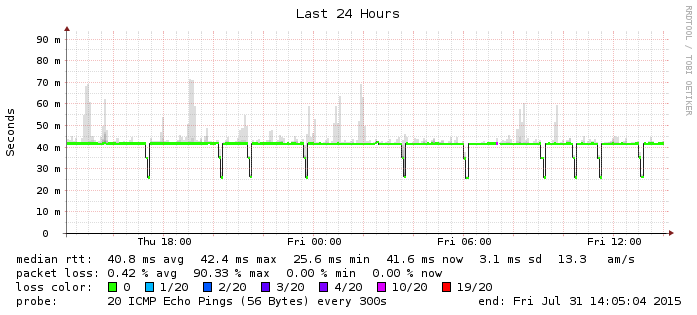 Last 24 Hours
RRDTOOL / TOBI OETIKER
Seconds
90 m
80 m
70 m
60 m
50 m
40 m
30 m
20 m
10 m
0
Thu 18:00 Fri 00:00 Fri 06:00 Fri 12:00
median rtt: 40.8 ms avg 42.4 ms max 25.6 ms min 41.6 ms now 3.1 ms sd 13.3 am/s
packet loss: 0.42 % avg 90.33 % max 0.00 % min 0.00 % now
loss color: 0 1/20 2/20 3/20 4/20 10/20 19/20
probe: 20 ICMP Echo Pings (56 Bytes) every 300s end: Fri Jul 31 14:05:04 2015